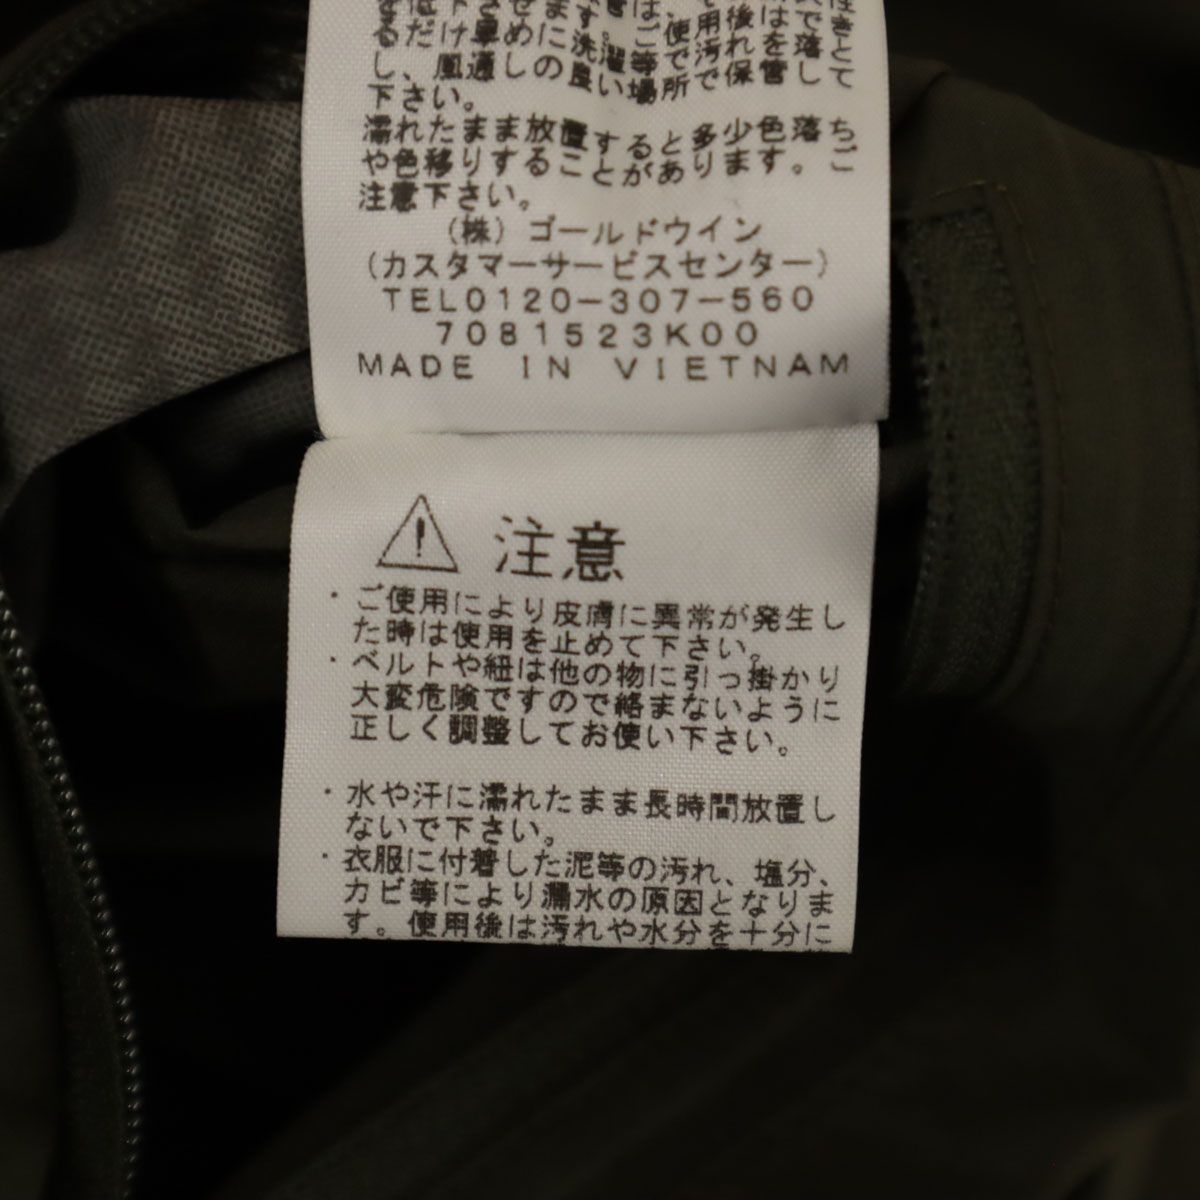 るだけ早めに洗濯等で汚れを落
し、風通しの良い場所で保管して
下さい。
濡れたまま放置すると多少色落ち
や色移りすることがあります。ご
注意下さい。
(株)ゴールドウイン
(カスタマーサービスセンター)
TEL0120-307-560
7081523K00
MADE IN VIETNAM
注意
・ご使用により皮膚に異常が発生し
た時は使用を止めて下さい。
・ベルトや紐は他の物に引っ掛かり
大変危険ですので絡まないように
正しく調整してお使い下さい。
・水や汗に濡れたまま長時間放置し
ないで下さい。
・衣服に付着した泥等の汚れ、塩分、
カビ等により漏水の原因となりま
す。使用後は汚れや水分を十分に